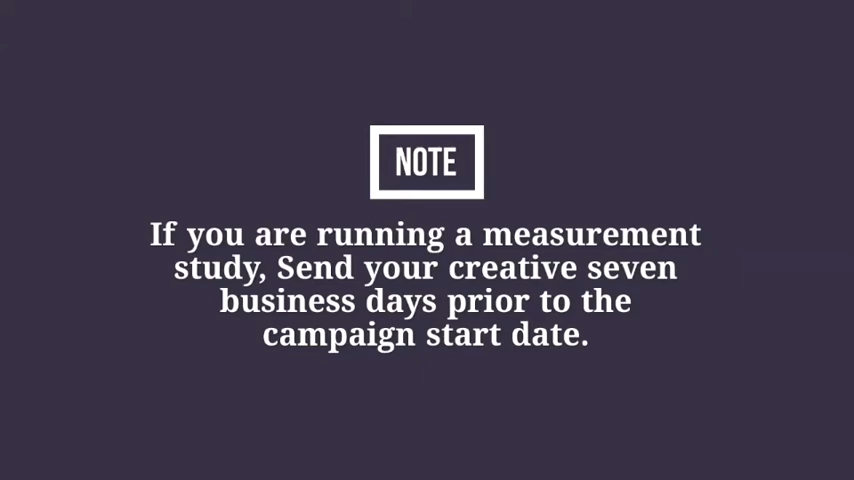 NOTE
If you are running a measurement
study, Send your creative seven
business days prior to the
campaign start date.